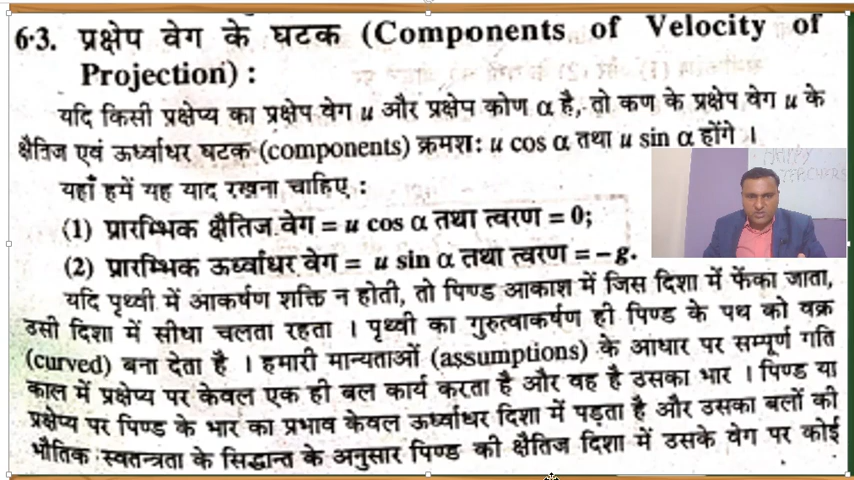 6·3. प्रक्षेप वेग के घटक (Components of Velocity of
Projection) :
यदि किसी प्रक्षेप्य का प्रक्षेप वेग u और प्रक्षेप कोण α है, तो कण के प्रक्षेप वेग u के
क्षैतिज एवं ऊर्ध्वाधर घटक (components) क्रमश: u cos α तथा u sin α होंगे ।
HAPPY
TEACHERS
यहाँ हमें यह याद रखना चाहिए :
(1) प्रारम्भिक क्षैतिज वेग = u cos α तथा त्वरण = 0;
(2) प्रारम्भिक ऊर्ध्वाधर वेग = u sin α तथा त्वरण = – g.
यदि पृथ्वी में आकर्षण शक्ति न होती, तो पिण्ड आकाश में जिस दिशा में फेंका जाता,
उसी दिशा में सीधा चलता रहता । पृथ्वी का गुरुत्वाकर्षण ही पिण्ड के पथ को वक्र
(curved) बना देता है । हमारी मान्यताओं (assumptions) के आधार पर सम्पूर्ण गति
काल में प्रक्षेप्य पर केवल एक ही बल कार्य करता है और वह है उसका भार । पिण्ड या
प्रक्षेप्य पर पिण्ड के भार का प्रभाव केवल ऊर्ध्वाधर दिशा में पड़ता है और उसका बलों की
भौतिक स्वतन्त्रता के सिद्धान्त के अनुसार पिण्ड की क्षैतिज दिशा में उसके वेग पर कोई